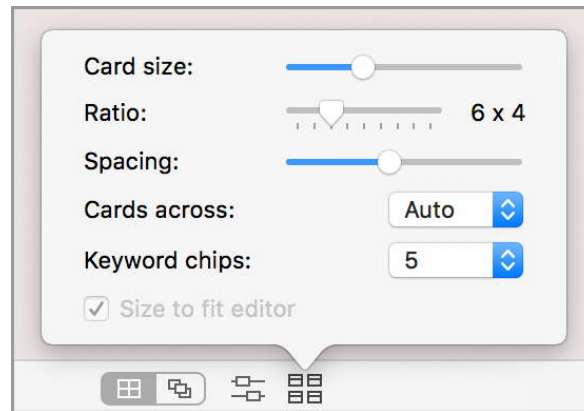 Card size:
Ratio: 6 x 4
Spacing:
Cards across: Auto
Keyword chips: 5
Size to fit editor